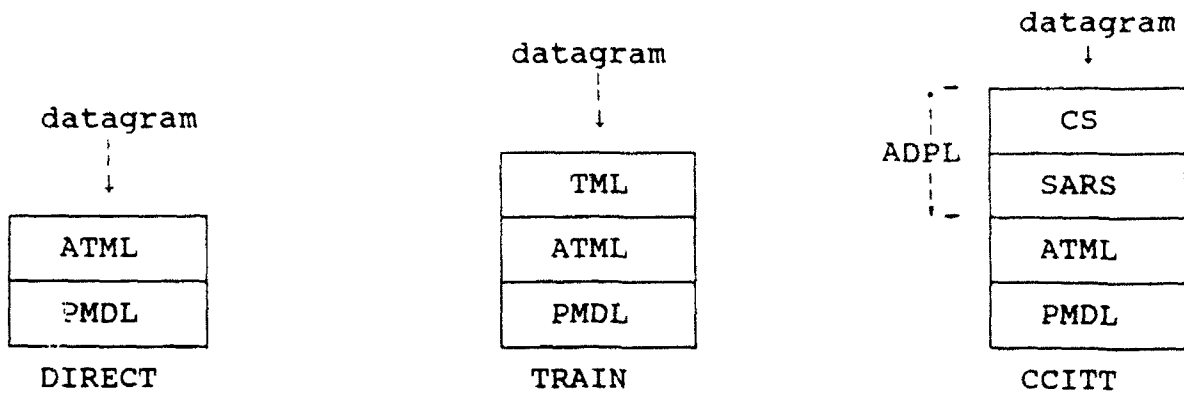 datagram
ATML
PMDL
DIRECT
datagram
TML
ATML
PMDL
TRAIN
datagram
ADPL
CS
SARS
ATML
PMDL
CCITT